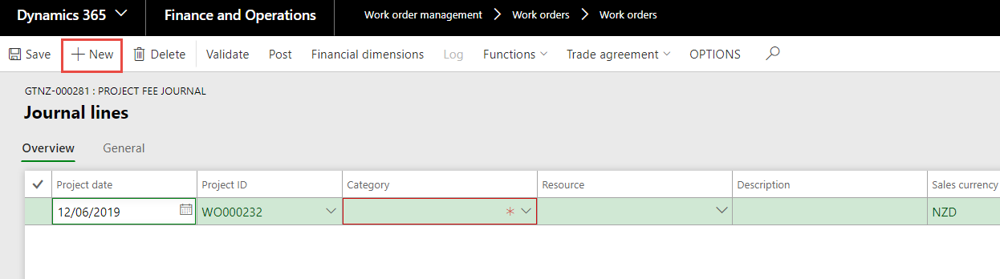 Dynamics 365 Finance and Operations Work order management Work orders Work orders
Save New Delete Validate Post Financial dimensions Log Functions Trade agreement OPTIONS
GTNZ-000281 : PROJECT FEE JOURNAL
Journal lines
Overview General
Project date Project ID Category Resource Description Sales currency
12/06/2019 WO000232 * NZD